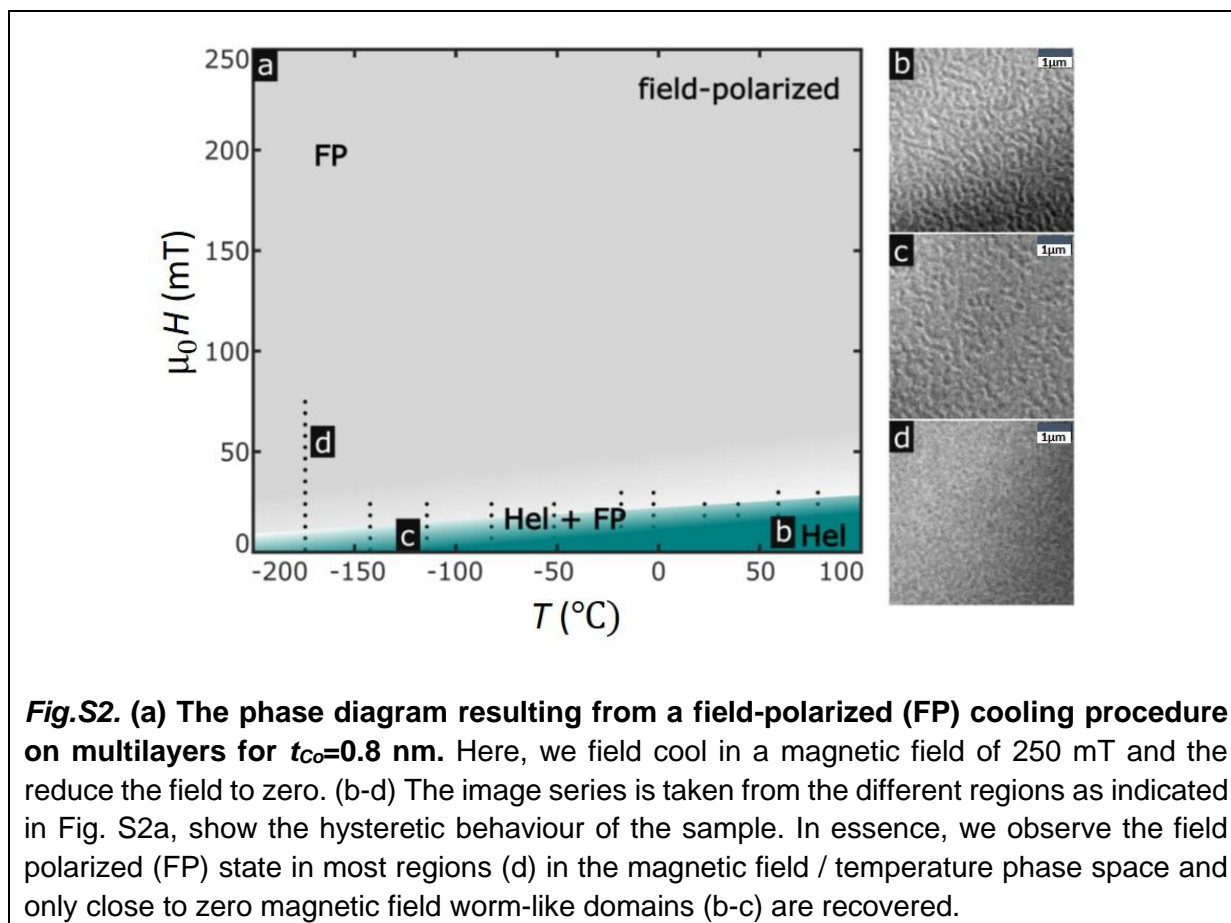 a
250
200
150
100
50
0
μ₀H (mT)
field-polarized
FP
d
c
Hel + FP
b
Hel
-200 -150 -100 -50 0 50 100
T (°C)
b
1μm
c
1μm
d
1μm
Fig.S2. (a) The phase diagram resulting from a field-polarized (FP) cooling procedure
on multilayers for tCo=0.8 nm. Here, we field cool in a magnetic field of 250 mT and the
reduce the field to zero. (b-d) The image series is taken from the different regions as indicated
in Fig. S2a, show the hysteretic behaviour of the sample. In essence, we observe the field
polarized (FP) state in most regions (d) in the magnetic field / temperature phase space and
only close to zero magnetic field worm-like domains (b-c) are recovered.